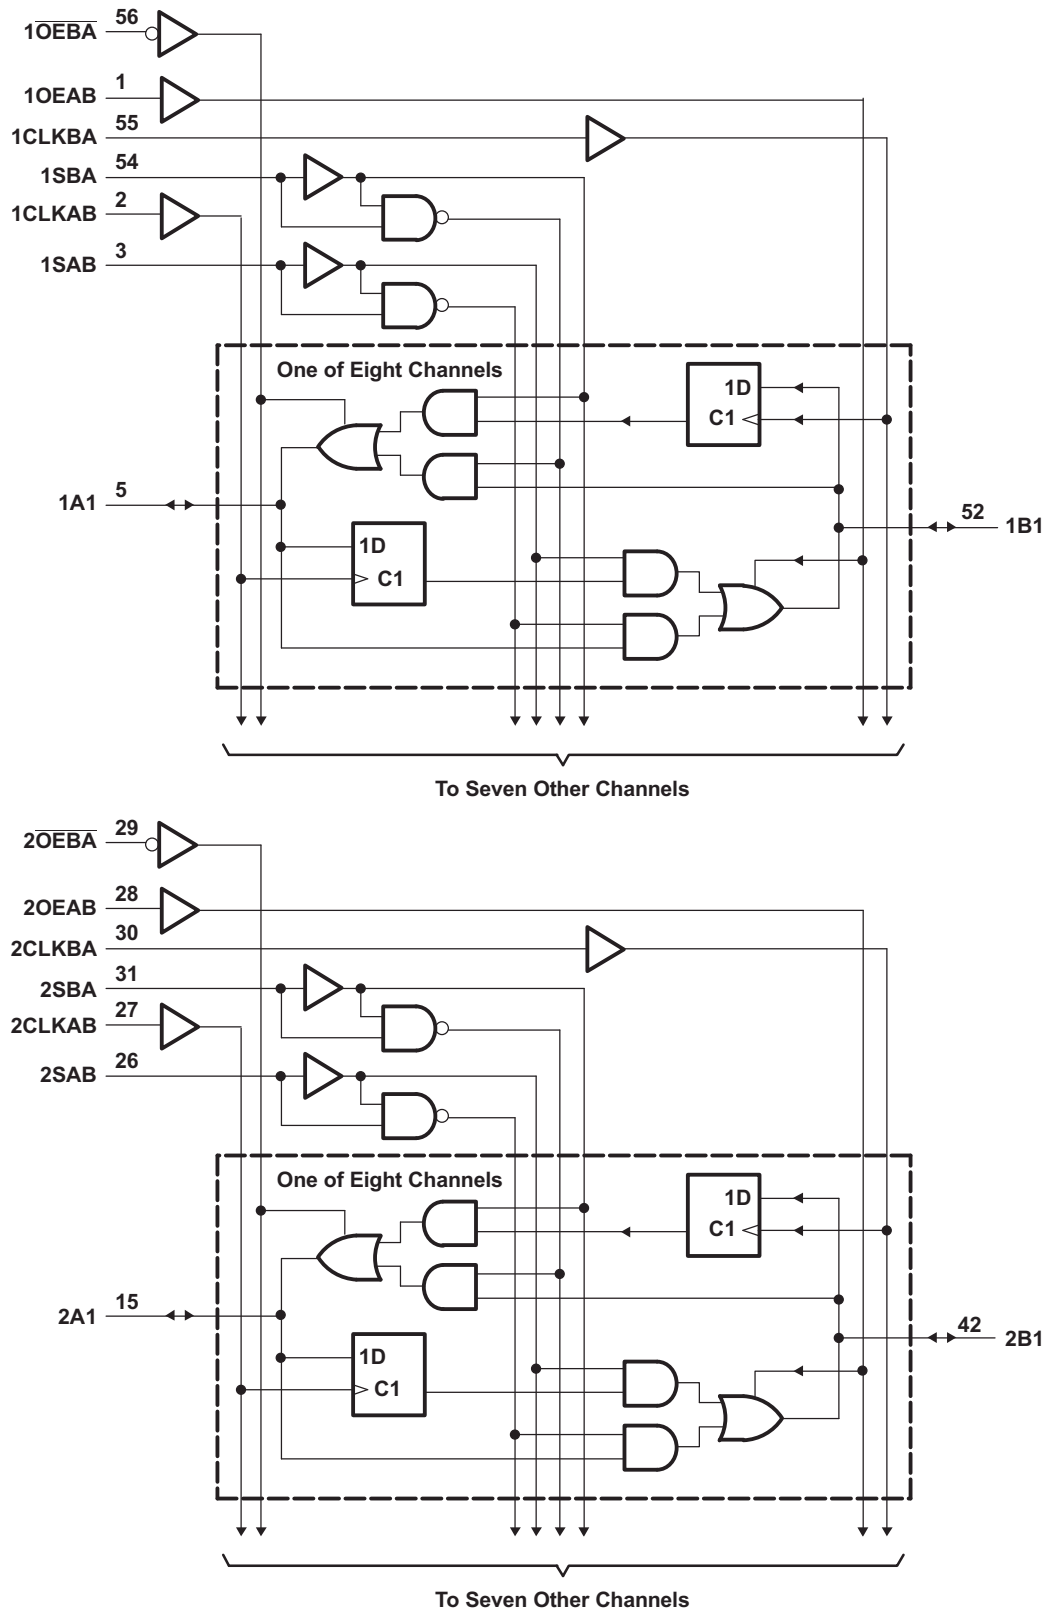 1O̅E̅B̅A̅ 56
1OEAB 1
1CLKBA 55
1SBA 54
1CLKAB 2
1SAB 3
One of Eight Channels
1D
C1
1A1 5
52 1B1
1D
C1
To Seven Other Channels
2O̅E̅B̅A̅ 29
2OEAB 28
2CLKBA 30
2SBA 31
2CLKAB 27
2SAB 26
One of Eight Channels
1D
C1
2A1 15
42 2B1
1D
C1
To Seven Other Channels